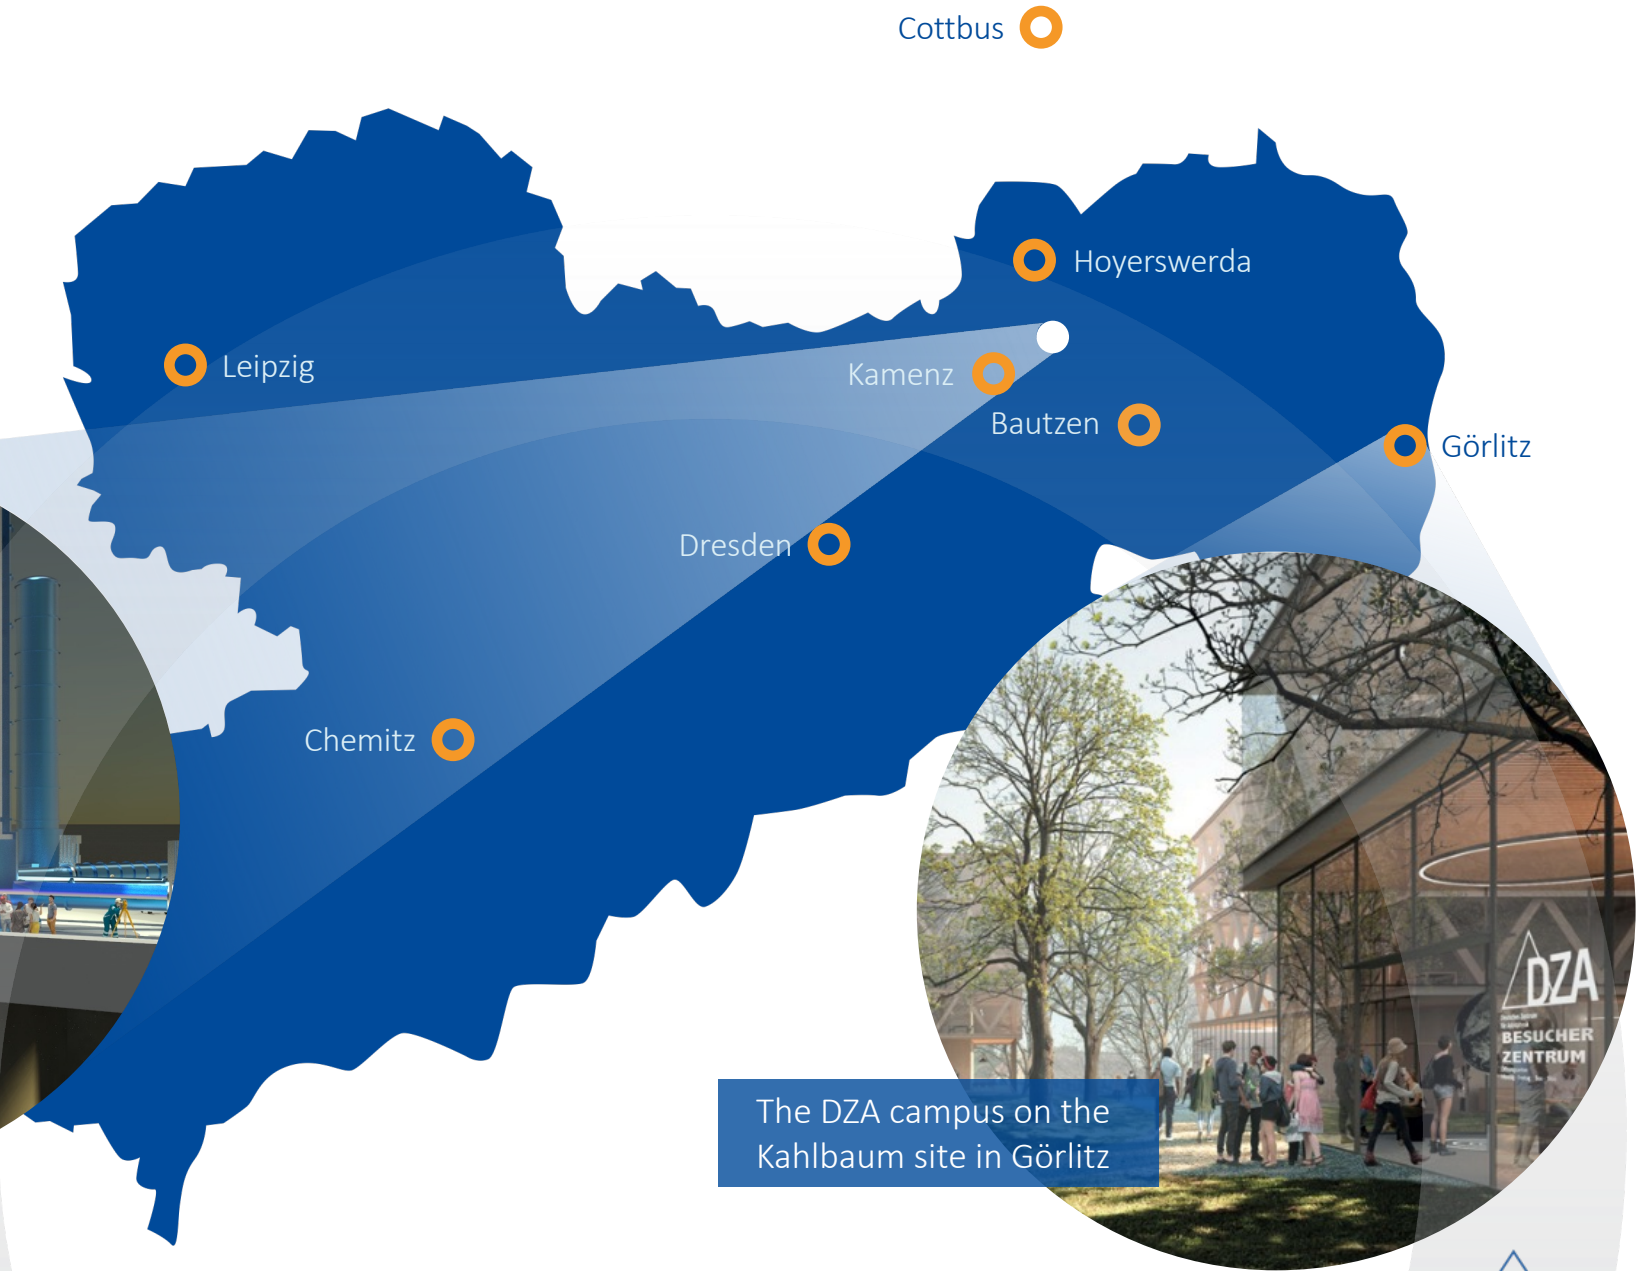 Cottbus
Hoyerswerda
Leipzig
Kamenz
Bautzen
Görlitz
Dresden
Chemitz
DZA
BESUCHER
ZENTRUM
The DZA campus on the
Kahlbaum site in Görlitz